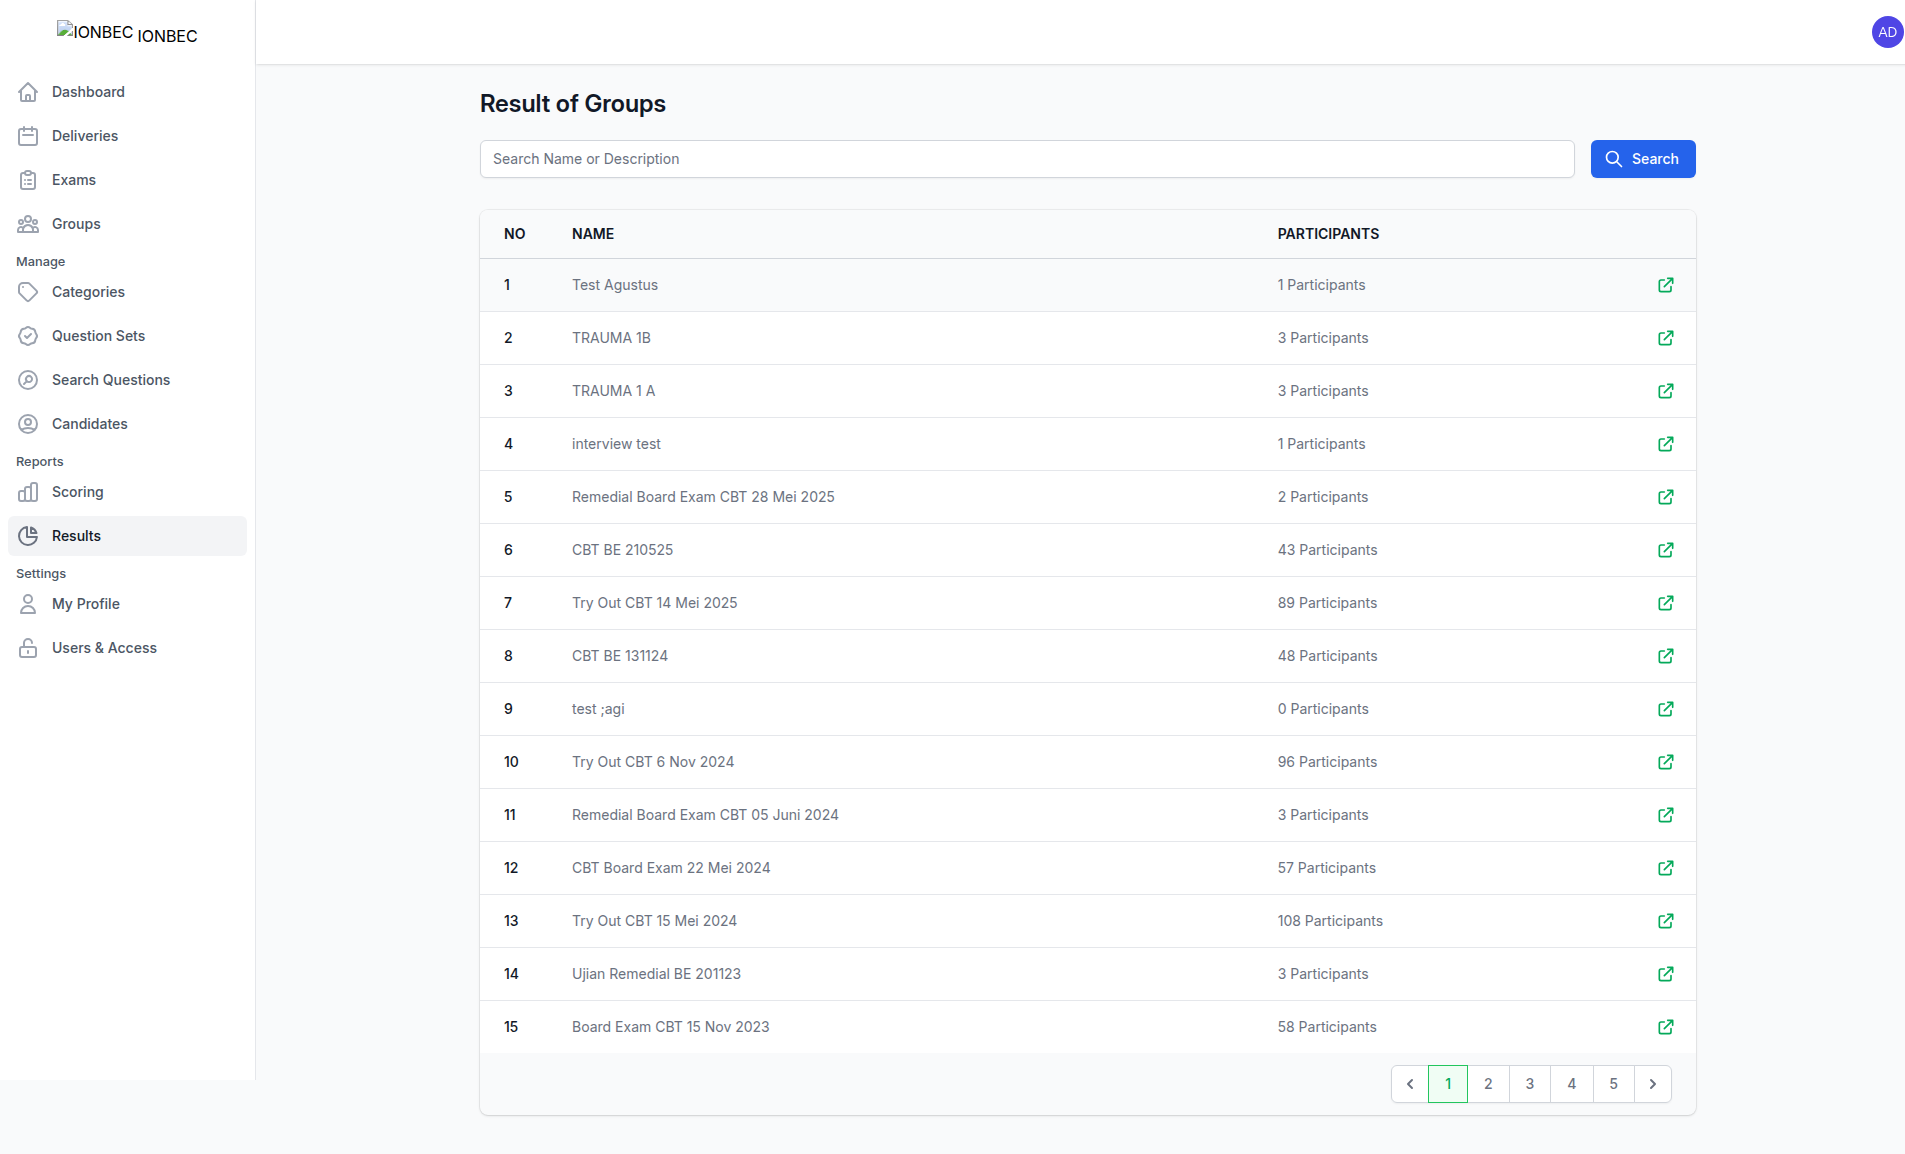 IONBEC IONBEC
AD
Dashboard
Deliveries
Exams
Groups
Manage
Categories
Question Sets
Search Questions
Candidates
Reports
Scoring
Results
Settings
My Profile
Users & Access
Result of Groups
Search Name or Description
Search
NO NAME PARTICIPANTS
1 Test Agustus 1 Participants
2 TRAUMA 1B 3 Participants
3 TRAUMA 1 A 3 Participants
4 interview test 1 Participants
5 Remedial Board Exam CBT 28 Mei 2025 2 Participants
6 CBT BE 210525 43 Participants
7 Try Out CBT 14 Mei 2025 89 Participants
8 CBT BE 131124 48 Participants
9 test ;agi 0 Participants
10 Try Out CBT 6 Nov 2024 96 Participants
11 Remedial Board Exam CBT 05 Juni 2024 3 Participants
12 CBT Board Exam 22 Mei 2024 57 Participants
13 Try Out CBT 15 Mei 2024 108 Participants
14 Ujian Remedial BE 201123 3 Participants
15 Board Exam CBT 15 Nov 2023 58 Participants
1 2 3 4 5